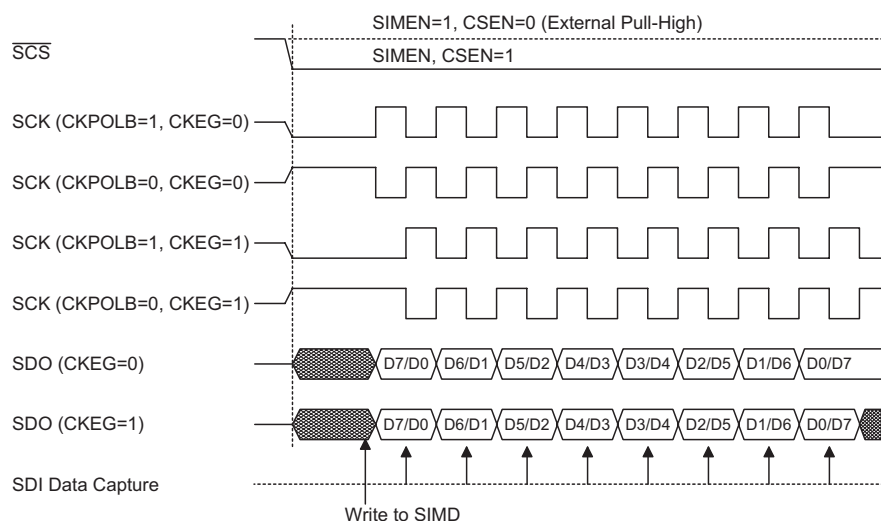 SIMEN=1, CSEN=0 (External Pull-High)
SCS
SIMEN, CSEN=1
SCK (CKPOLB=1, CKEG=0)
SCK (CKPOLB=0, CKEG=0)
SCK (CKPOLB=1, CKEG=1)
SCK (CKPOLB=0, CKEG=1)
SDO (CKEG=0) D7/D0 D6/D1 D5/D2 D4/D3 D3/D4 D2/D5 D1/D6 D0/D7
SDO (CKEG=1) D7/D0 D6/D1 D5/D2 D4/D3 D3/D4 D2/D5 D1/D6 D0/D7
SDI Data Capture
Write to SIMD